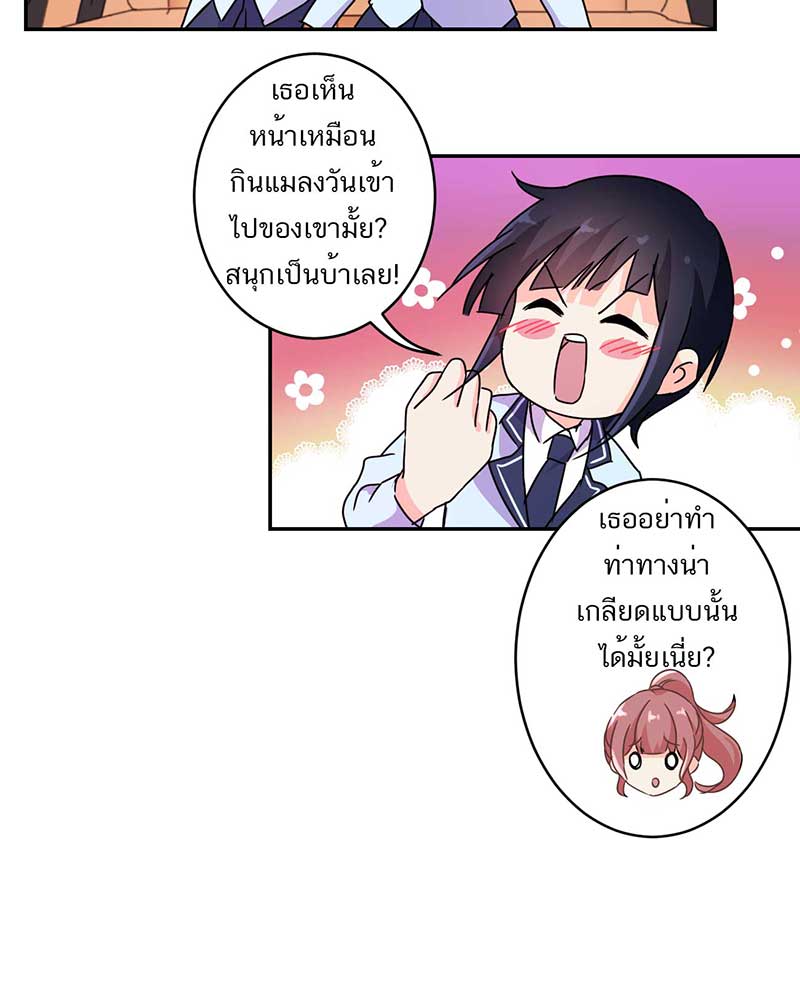 เธอเห็น
หน้าเหมือน
กินแมลงวันเข้า
ไปของเขามั้ย?
สนุกเป็นบ้าเลย!
เธออย่าทำ
ท่าทางน่า
เกลียดแบบนั้น
ได้มั้ยเนี่ย?